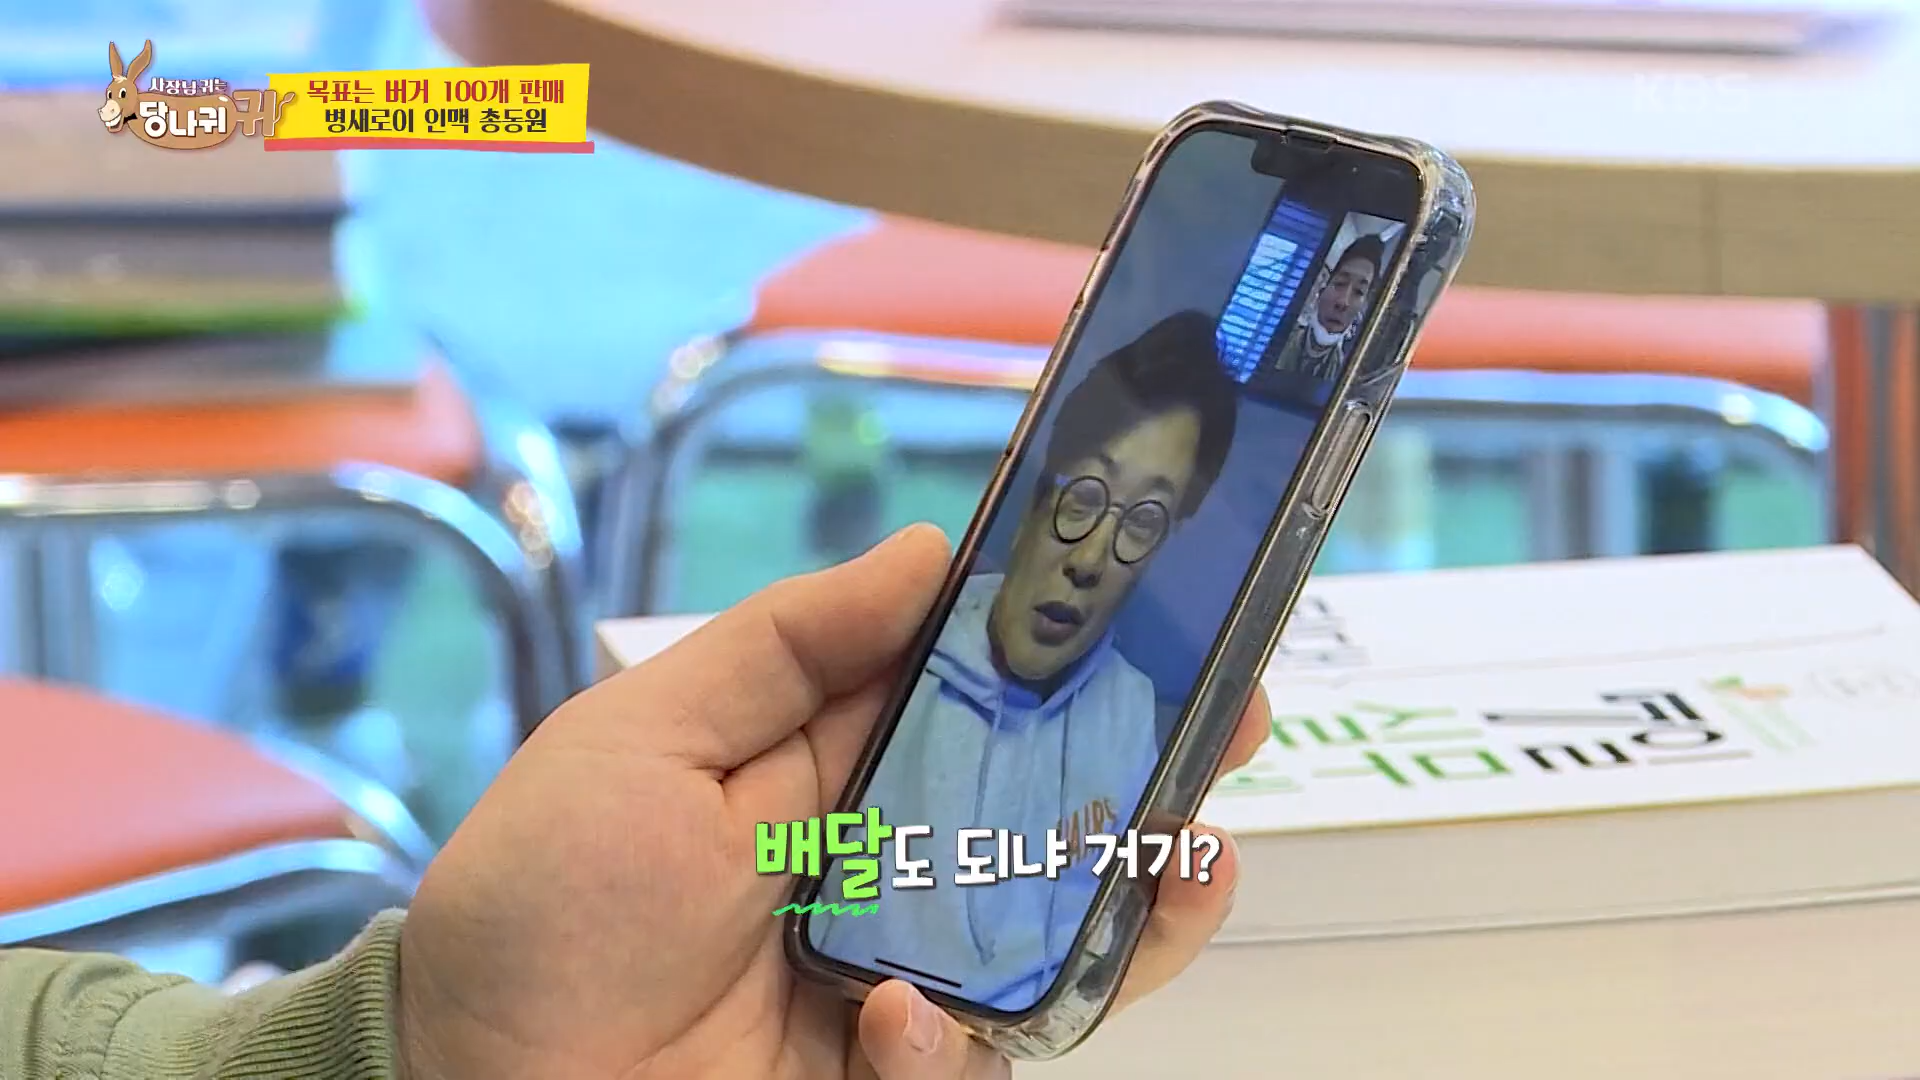 사장님 귀는
당나귀 귀
목표는 버거 100개 판매
병새로이 인맥 총동원
KBS
배달도 되냐 거기?